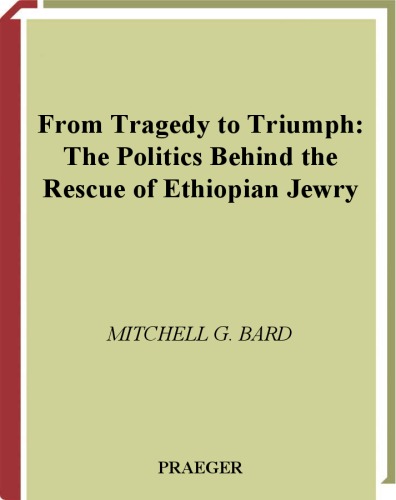 From Tragedy to Triumph:
The Politics Behind the
Rescue of Ethiopian Jewry
MITCHELL G. BARD
PRAEGER